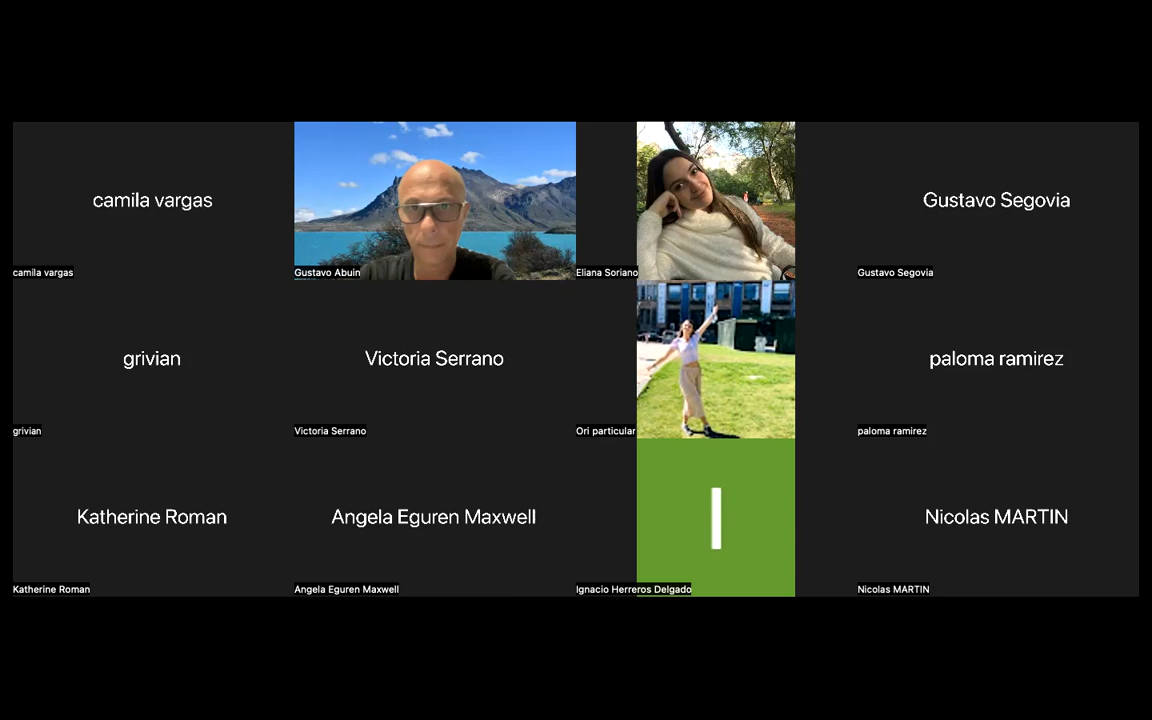 camila vargas
Gustavo Segovia
camila vargas
Gustavo Abuin
Eliana Soriano
Gustavo Segovia
grivian
Victoria Serrano
paloma ramirez
grivian
Victoria Serrano
Ori particular
paloma ramirez
Katherine Roman
Angela Eguren Maxwell
I
Nicolas MARTIN
Katherine Roman
Angela Eguren Maxwell
Ignacio Herreros Delgado
Nicolas MARTIN